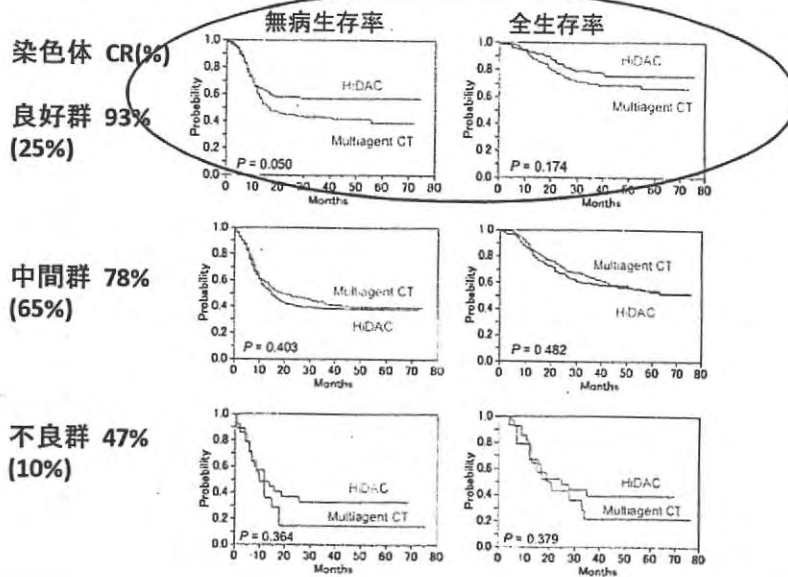 無病生存率 全生存率
染色体 CR(%)
良好群 93%
(25%)
Probability
1.0
0.8
0.6
0.4
0.2
0.0
HiDAC
Multiagent CT
P = 0.050
0 10 20 30 40 50 60 70 80
Months
Probability
1.0
0.8
0.6
0.4
0.2
0.0
HiDAC
Multiagent CT
P = 0.174
0 10 20 30 40 50 60 70 80
Months
中間群 78%
(65%)
Probability
1.0
0.8
0.6
0.4
0.2
0.0
Multiagent CT
HiDAC
P = 0.403
0 10 20 30 40 50 60 70 80
Months
Probability
1.0
0.8
0.6
0.4
0.2
0.0
Multiagent CT
HiDAC
P = 0.482
0 10 20 30 40 50 60 70 80
Months
不良群 47%
(10%)
Probability
1.0
0.8
0.6
0.4
0.2
0.0
HiDAC
Multiagent CT
P = 0.364
0 10 20 30 40 50 60 70 80
Months
Probability
1.0
0.8
0.6
0.4
0.2
0.0
HiDAC
Multiagent CT
P = 0.379
0 10 20 30 40 50 60 70 80
Months